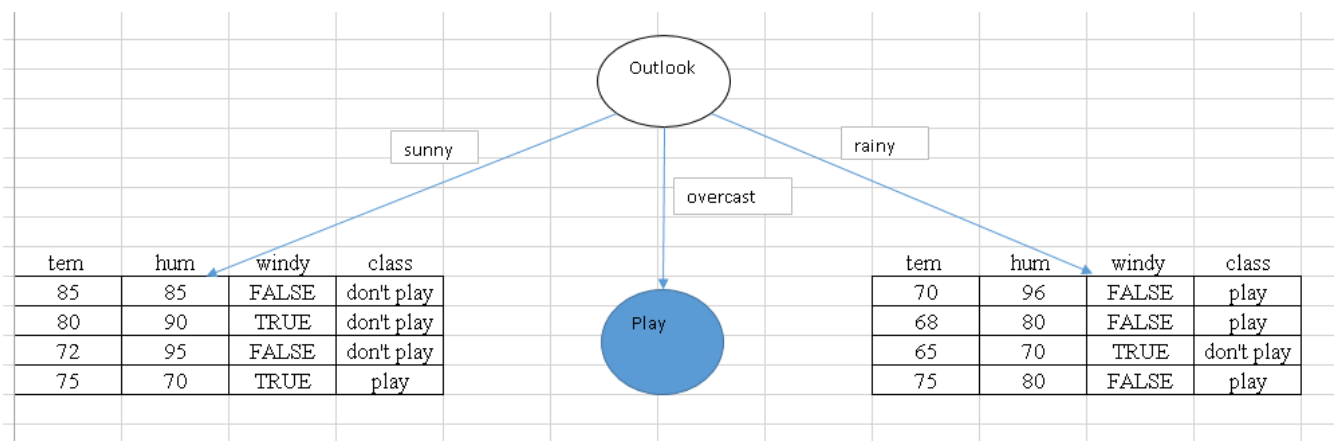 Outlook
sunny
rainy
overcast
tem hum windy class
85 85 FALSE don't play
80 90 TRUE don't play
72 95 FALSE don't play
75 70 TRUE play
Play
tem hum windy class
70 96 FALSE play
68 80 FALSE play
65 70 TRUE don't play
75 80 FALSE play